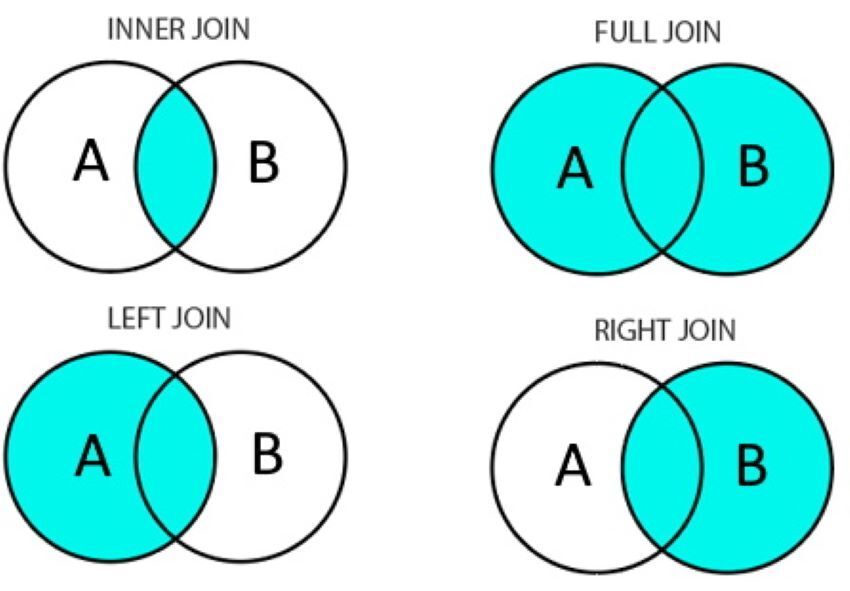 INNER JOIN
A B
FULL JOIN
A B
LEFT JOIN
A B
RIGHT JOIN
A B